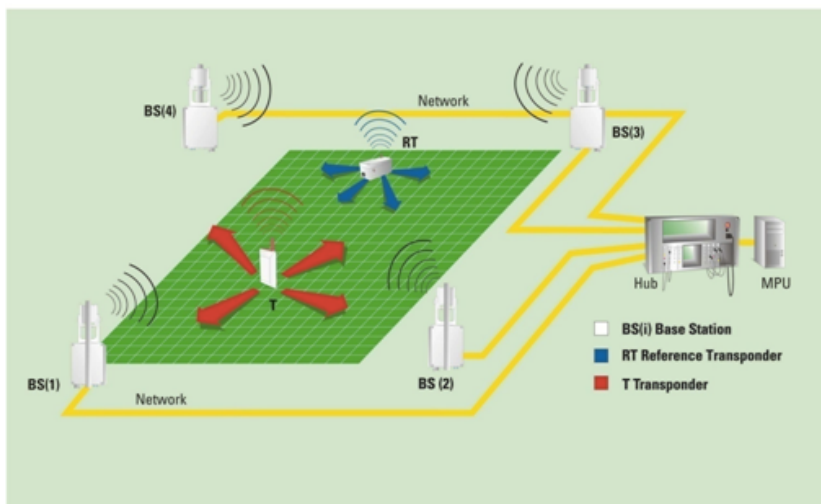 BS(4)
Network
BS(3)
RT
T
Hub
MPU
BS(1)
BS (2)
Network
BS(i) Base Station
RT Reference Transponder
T Transponder